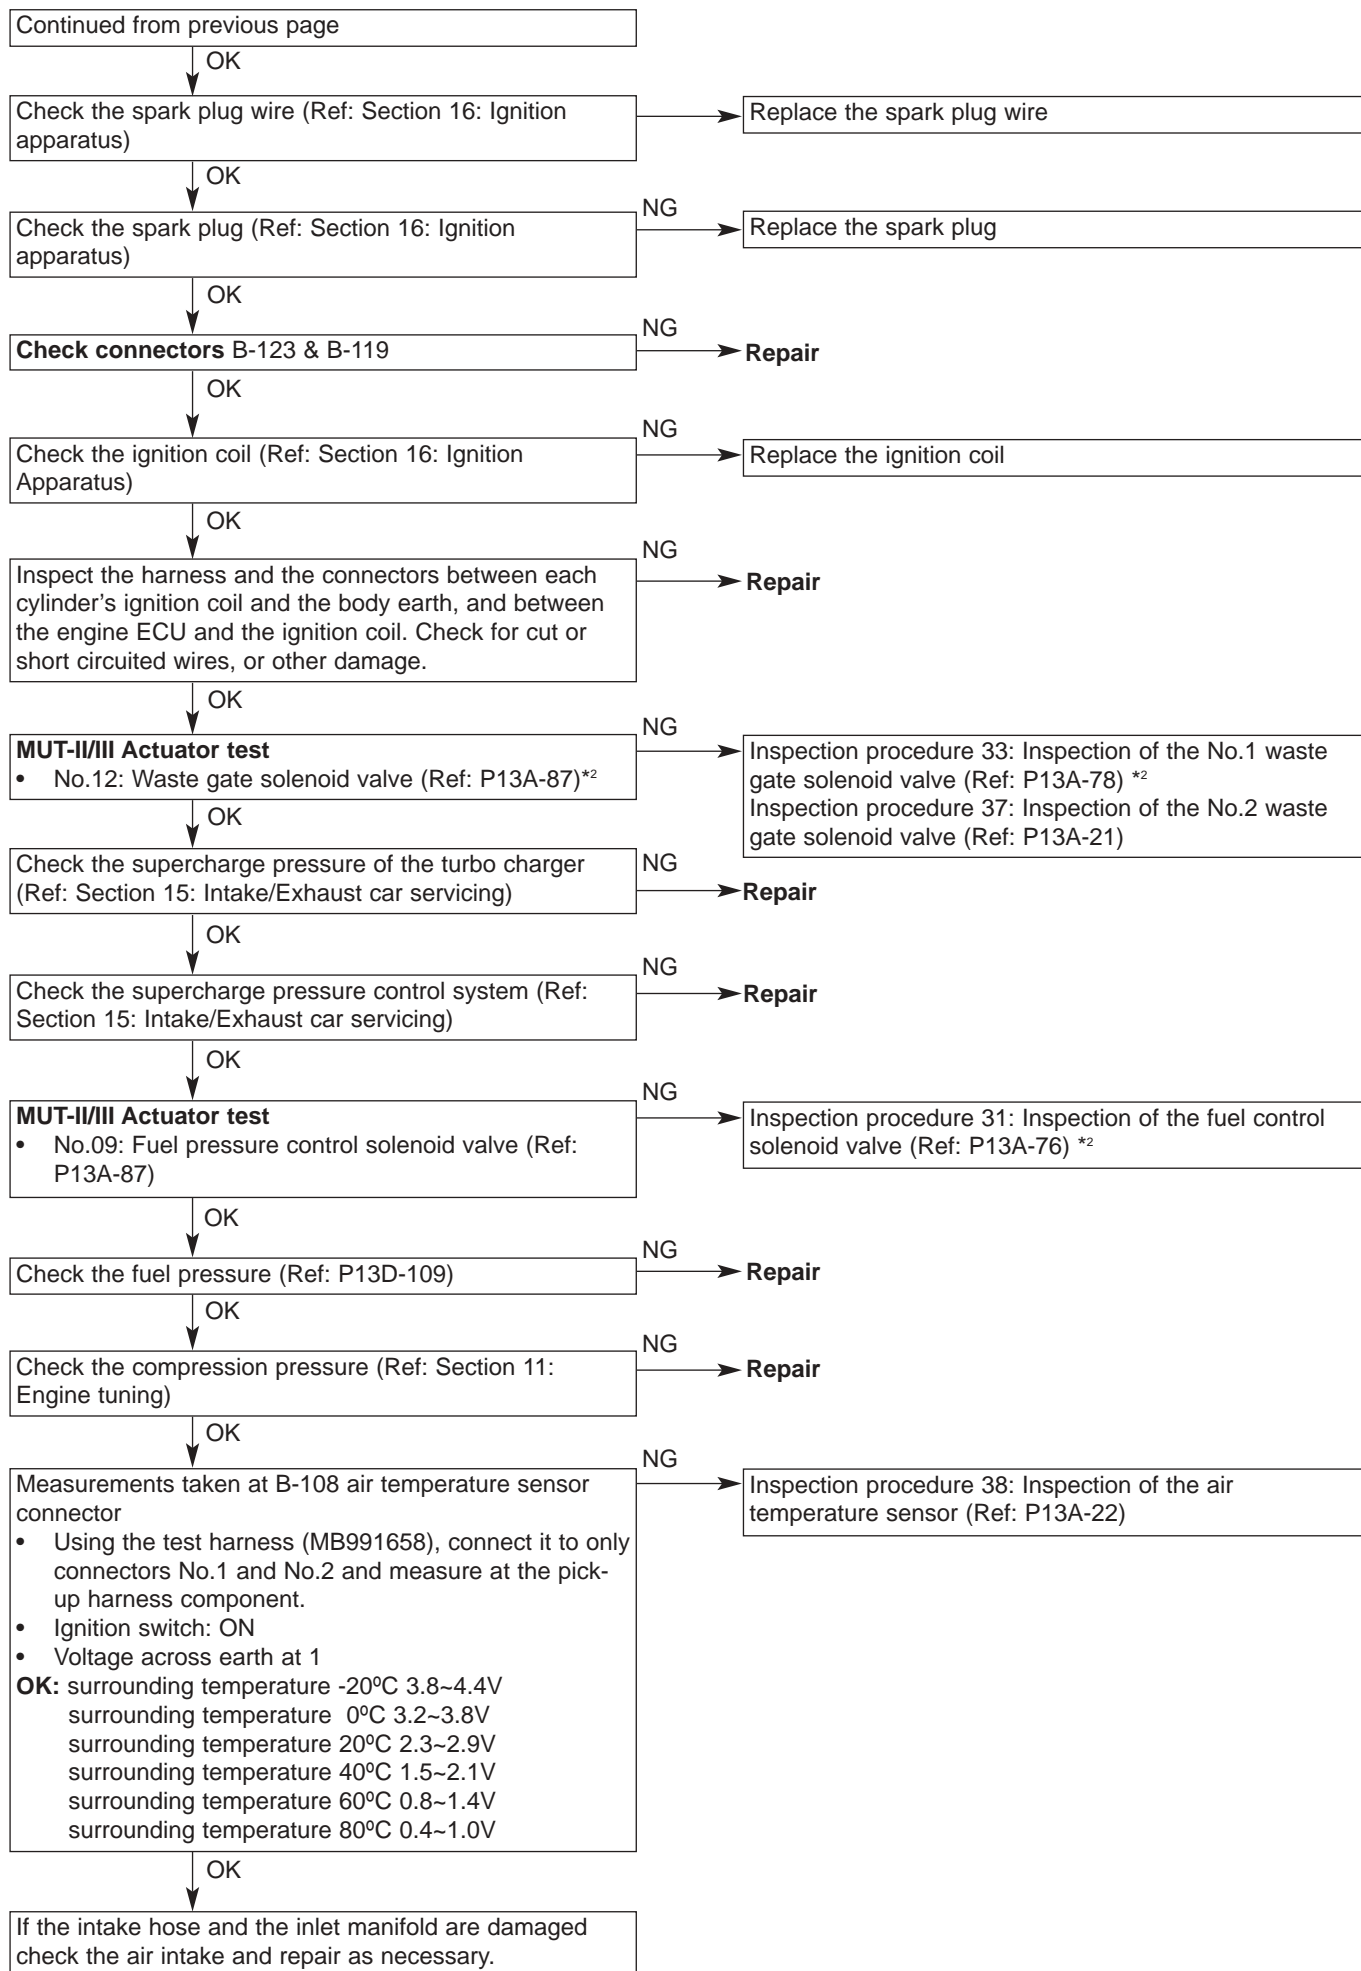 Continued from previous page
OK
Check the spark plug wire (Ref: Section 16: Ignition
apparatus)
Replace the spark plug wire
OK
Check the spark plug (Ref: Section 16: Ignition
apparatus)
NG
Replace the spark plug
OK
Check connectors B-123 & B-119
NG
Repair
OK
Check the ignition coil (Ref: Section 16: Ignition
Apparatus)
NG
Replace the ignition coil
OK
Inspect the harness and the connectors between each
cylinder's ignition coil and the body earth, and between
the engine ECU and the ignition coil. Check for cut or
short circuited wires, or other damage.
NG
Repair
OK
MUT-II/III Actuator test
• No.12: Waste gate solenoid valve (Ref: P13A-87)*2
NG
Inspection procedure 33: Inspection of the No.1 waste
gate solenoid valve (Ref: P13A-78) *2
Inspection procedure 37: Inspection of the No.2 waste
gate solenoid valve (Ref: P13A-21)
OK
Check the supercharge pressure of the turbo charger
(Ref: Section 15: Intake/Exhaust car servicing)
NG
Repair
OK
Check the supercharge pressure control system (Ref:
Section 15: Intake/Exhaust car servicing)
NG
Repair
OK
MUT-II/III Actuator test
• No.09: Fuel pressure control solenoid valve (Ref:
P13A-87)
NG
Inspection procedure 31: Inspection of the fuel control
solenoid valve (Ref: P13A-76) *2
OK
Check the fuel pressure (Ref: P13D-109)
NG
Repair
OK
Check the compression pressure (Ref: Section 11:
Engine tuning)
NG
Repair
OK
Measurements taken at B-108 air temperature sensor
connector
• Using the test harness (MB991658), connect it to only
connectors No.1 and No.2 and measure at the pick-
up harness component.
• Ignition switch: ON
• Voltage across earth at 1
OK: surrounding temperature -20ºC 3.8~4.4V
surrounding temperature 0ºC 3.2~3.8V
surrounding temperature 20ºC 2.3~2.9V
surrounding temperature 40ºC 1.5~2.1V
surrounding temperature 60ºC 0.8~1.4V
surrounding temperature 80ºC 0.4~1.0V
NG
Inspection procedure 38: Inspection of the air
temperature sensor (Ref: P13A-22)
OK
If the intake hose and the inlet manifold are damaged
check the air intake and repair as necessary.